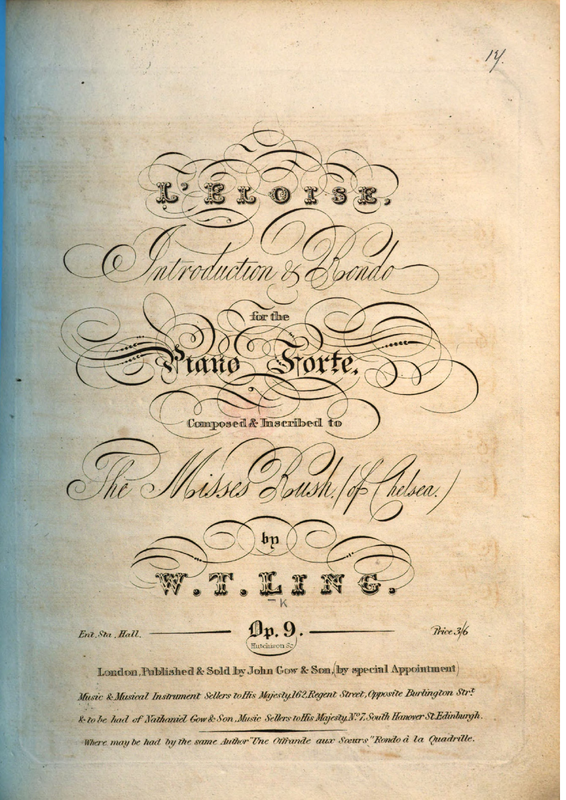 14.
L'ELOISE,
Introduction & Rondo
for the
Piano Forte,
Composed & Inscribed to
The Misses Rush, (of Chelsea.)
by
W. T. LING.
K
Ent. Sta. Hall.
Op. 9.
Price 3/6
Hutchison Sc.
London, Published & Sold by John Gow & Son, (by special Appointment)
Music & Musical Instrument Sellers to His Majesty, 162, Regent Street, Opposite Burlington Strt.
& to be had of Nathaniel Gow & Son, Music Sellers to His Majesty, No. 7, South Hanover St. Edinburgh.
Where may be had by the same Author "Une Offrande aux Sœurs" Rondo à la Quadrille.